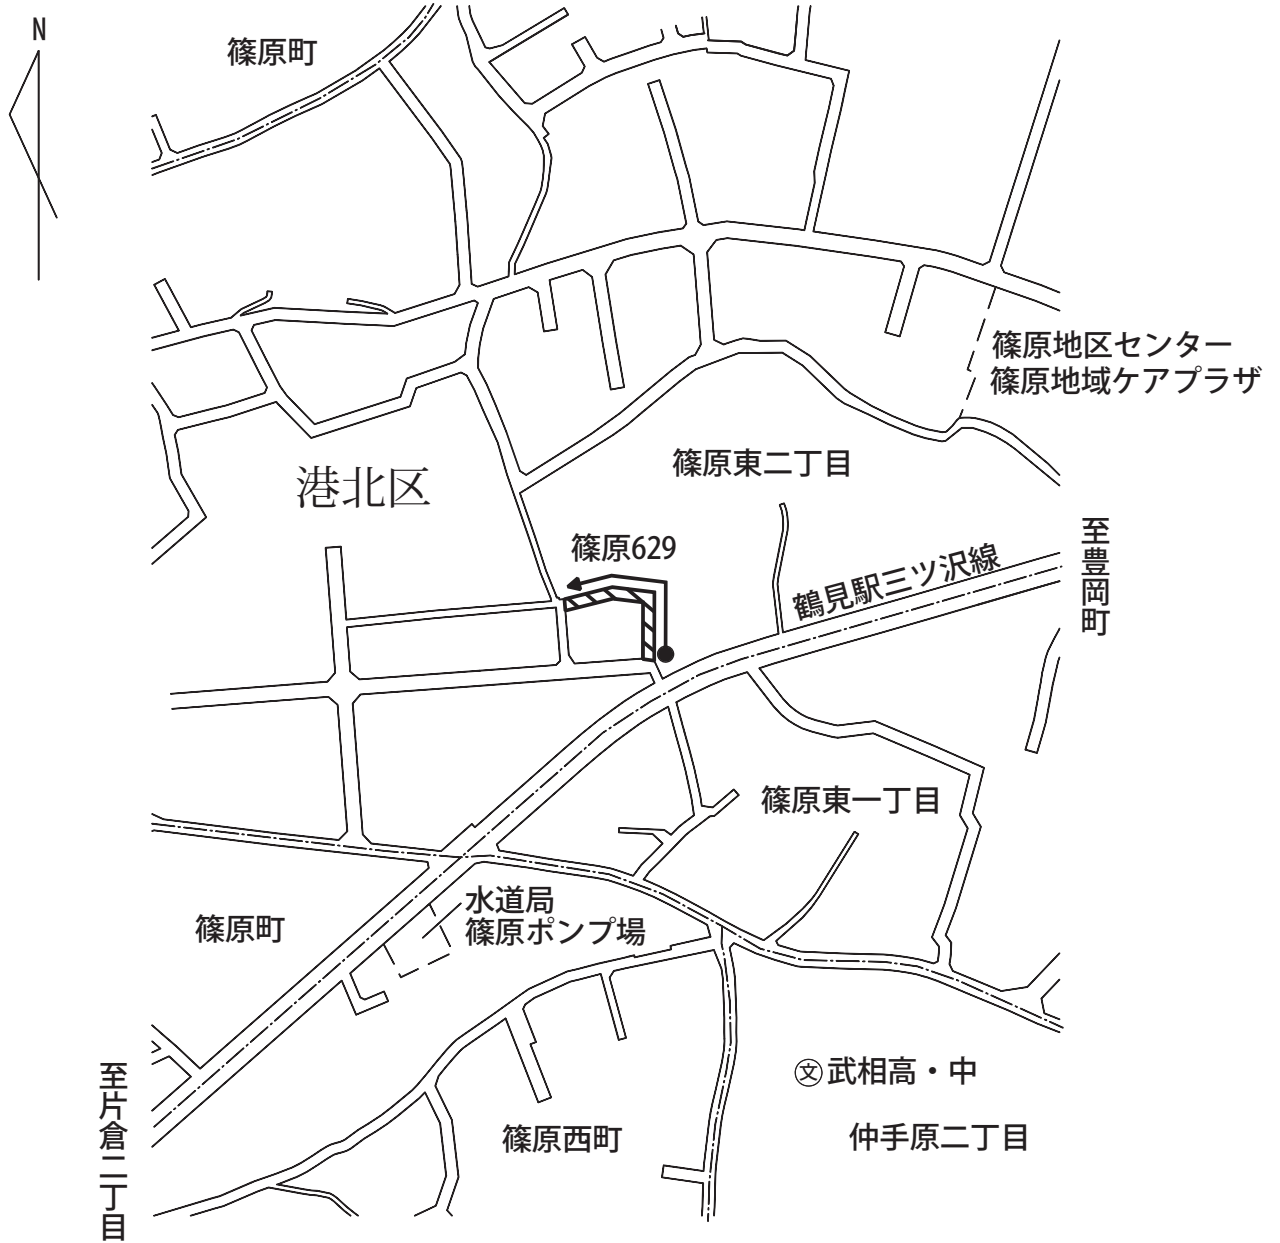 N
篠原町
篠原地区センター
篠原地域ケアプラザ
篠原東二丁目
港北区
至豊岡町
篠原629
鶴見駅三ツ沢線
篠原東一丁目
水道局
篠原ポンプ場
篠原町
至片倉二丁目
文武相高・中
篠原西町
仲手原二丁目